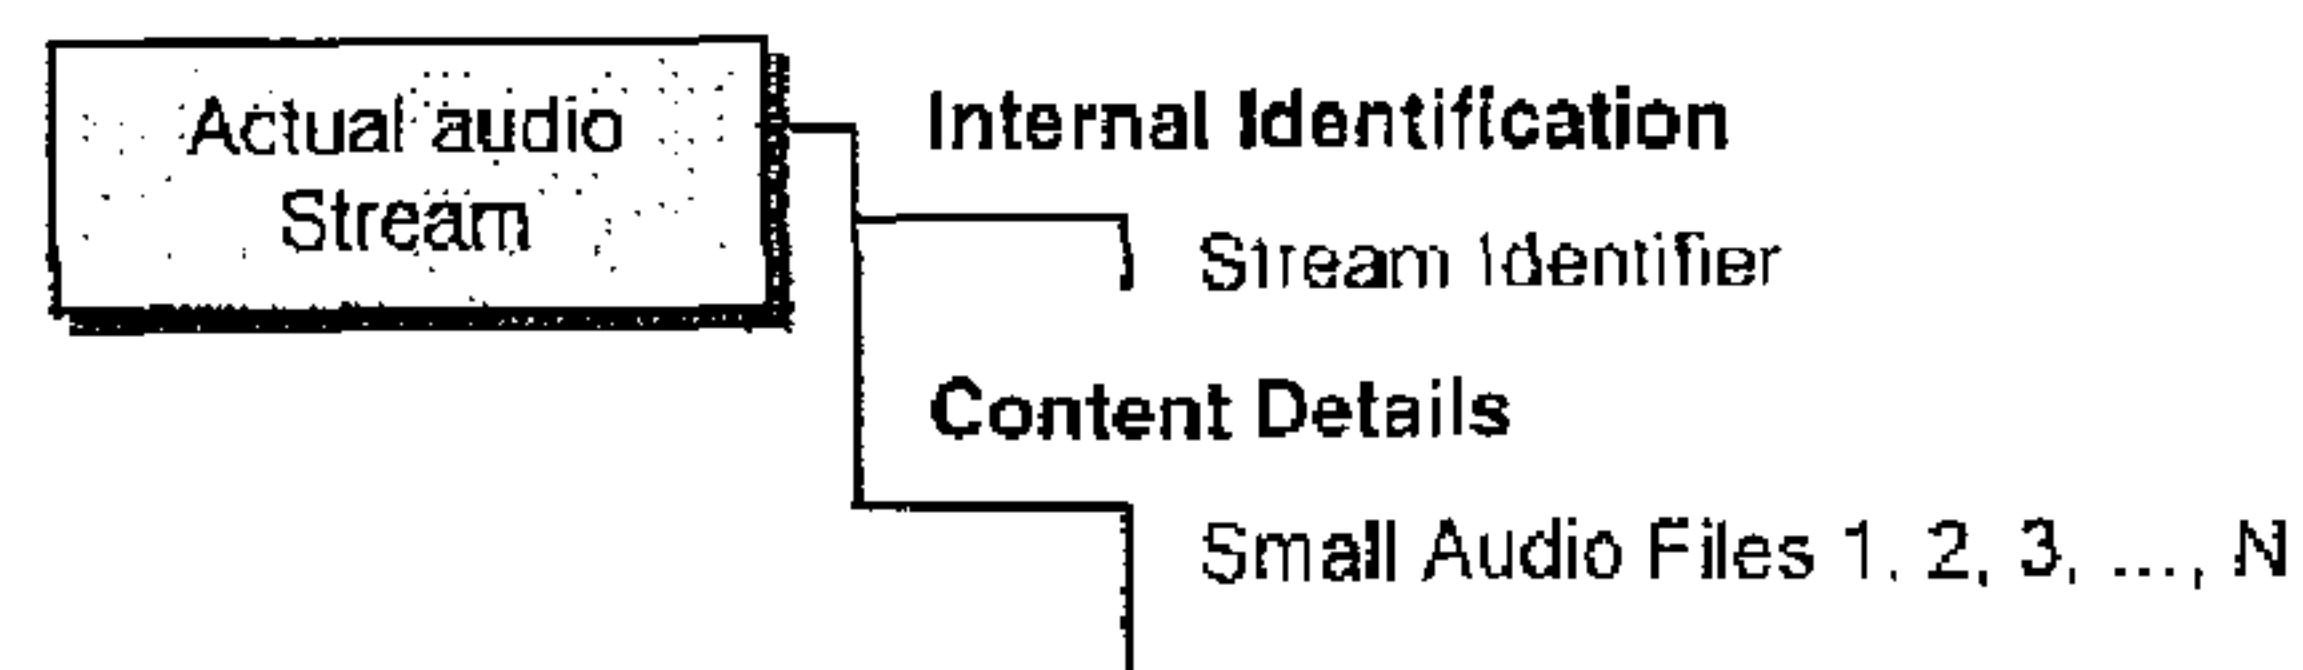 Actual audio
Stream
Internal Identification
Stream Identifier
Content Details
Small Audio Files 1, 2, 3, ..., N